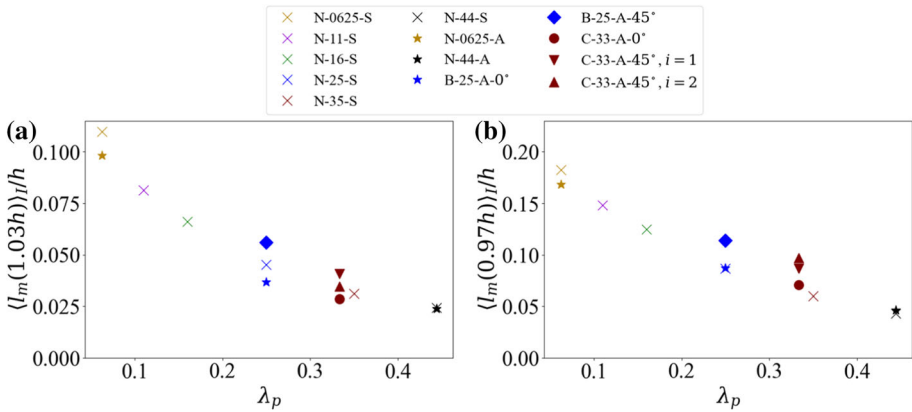 N-0625-S
N-11-S
N-16-S
N-25-S
N-35-S
N-44-S
N-0625-A
N-44-A
B-25-A-0°
B-25-A-45°
C-33-A-0°
C-33-A-45°, i = 1
C-33-A-45°, i = 2
(a)
⟨l_m(1.03h)⟩_I/h
0.100
0.075
0.050
0.025
0.000
0.1 0.2 0.3 0.4
λ_p
(b)
⟨l_m(0.97h)⟩_I/h
0.20
0.15
0.10
0.05
0.00
0.1 0.2 0.3 0.4
λ_p